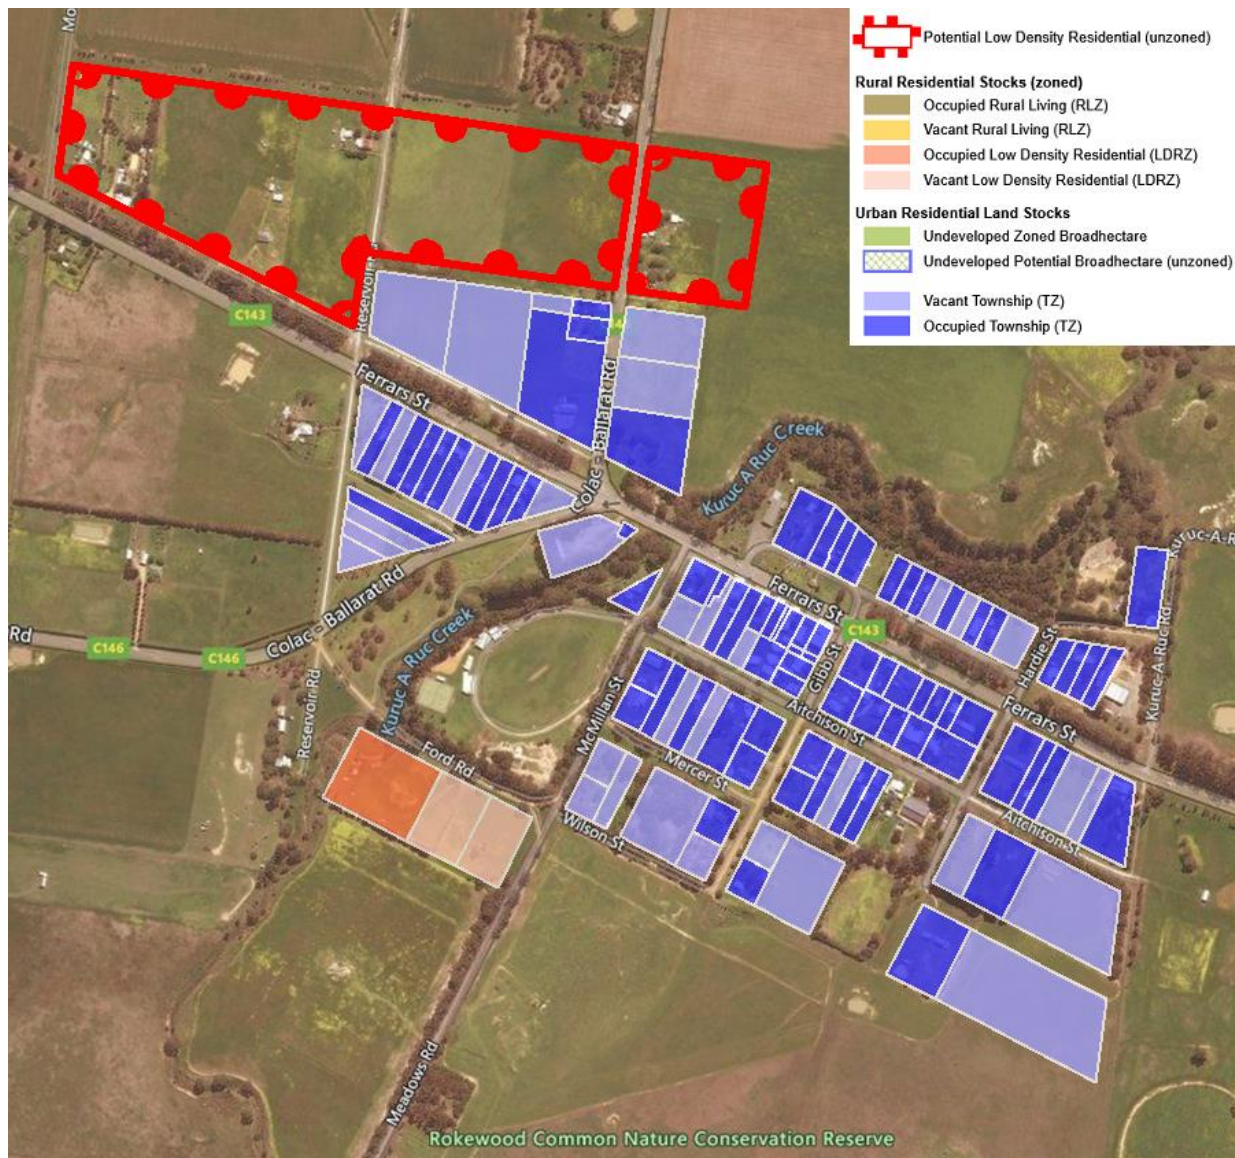 Potential Low Density Residential (unzoned)
Rural Residential Stocks (zoned)
Occupied Rural Living (RLZ)
Vacant Rural Living (RLZ)
Occupied Low Density Residential (LDRZ)
Vacant Low Density Residential (LDRZ)
Urban Residential Land Stocks
Undeveloped Zoned Broadhectare
Undeveloped Potential Broadhectare (unzoned)
Vacant Township (TZ)
Occupied Township (TZ)
Mo
Reservoir
C143
Ferrars St
Colac - Ballarat Rd
Kuruc A Ruc Creek
Kuruc-A-R
Colac - Ballarat Rd
Rd
C146
C146
Kuruc A Ruc Creek
Ferrars St
C143
Gibb St
Hardie St
Kuruc-A-Ruc Rd
Reservoir Rd
Ford Rd
McMillan St
Aitchison St
Ferrars St
Mercer St
Wilson St
Aitchison St
Meadows Rd
Rokewood Common Nature Conservation Reserve